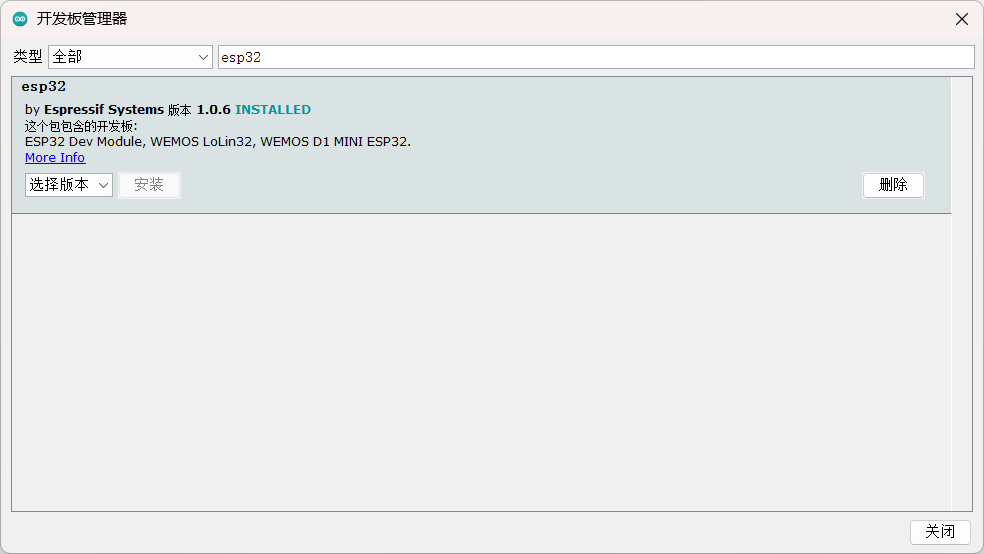 开发板管理器
类型 全部 esp32
esp32
by Espressif Systems 版本 1.0.6 INSTALLED
这个包包含的开发板：
ESP32 Dev Module, WEMOS LoLin32, WEMOS D1 MINI ESP32.
More Info
选择版本 安装 删除
关闭